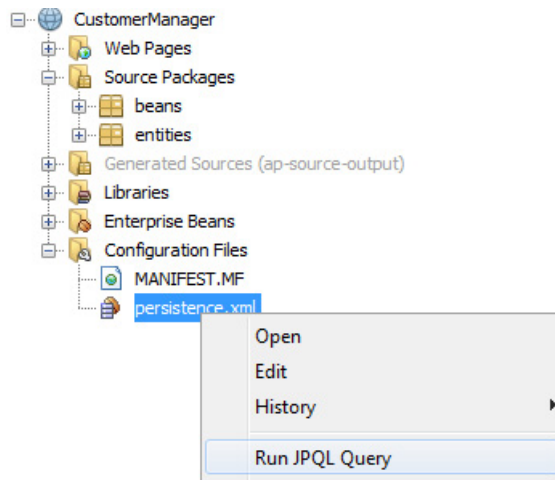 CustomerManager
Web Pages
Source Packages
beans
entities
Generated Sources (ap-source-output)
Libraries
Enterprise Beans
Configuration Files
MANIFEST.MF
persistence.xml
Open
Edit
History
Run JPQL Query